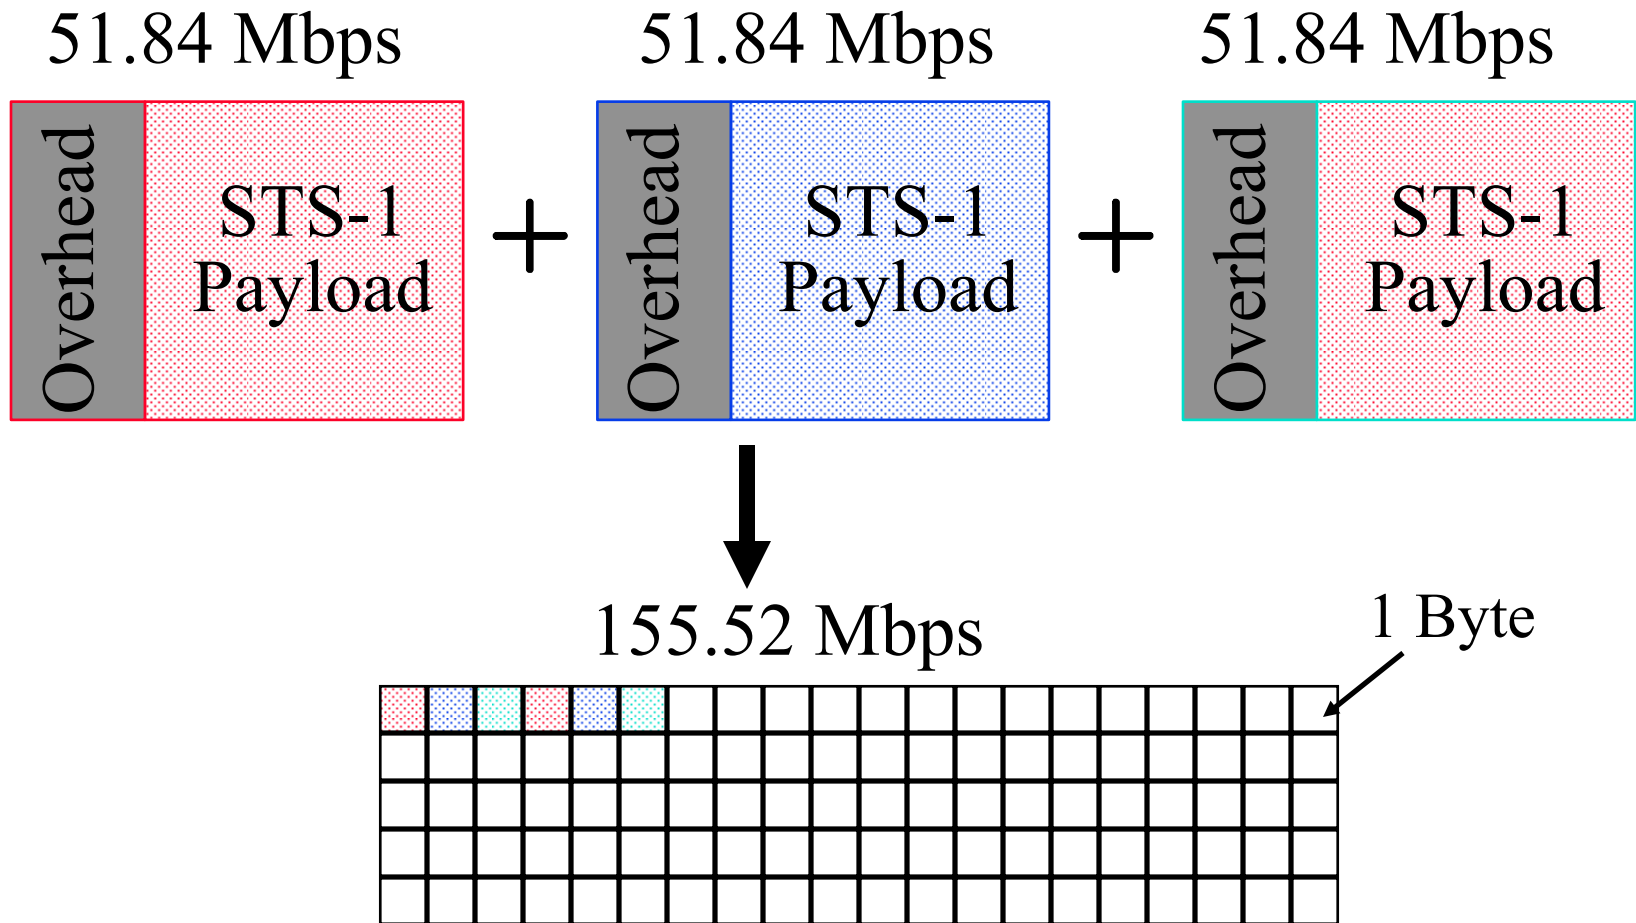 51.84 Mbps
51.84 Mbps
51.84 Mbps
Overhead
STS-1
Payload
+
Overhead
STS-1
Payload
+
Overhead
STS-1
Payload
155.52 Mbps
1 Byte